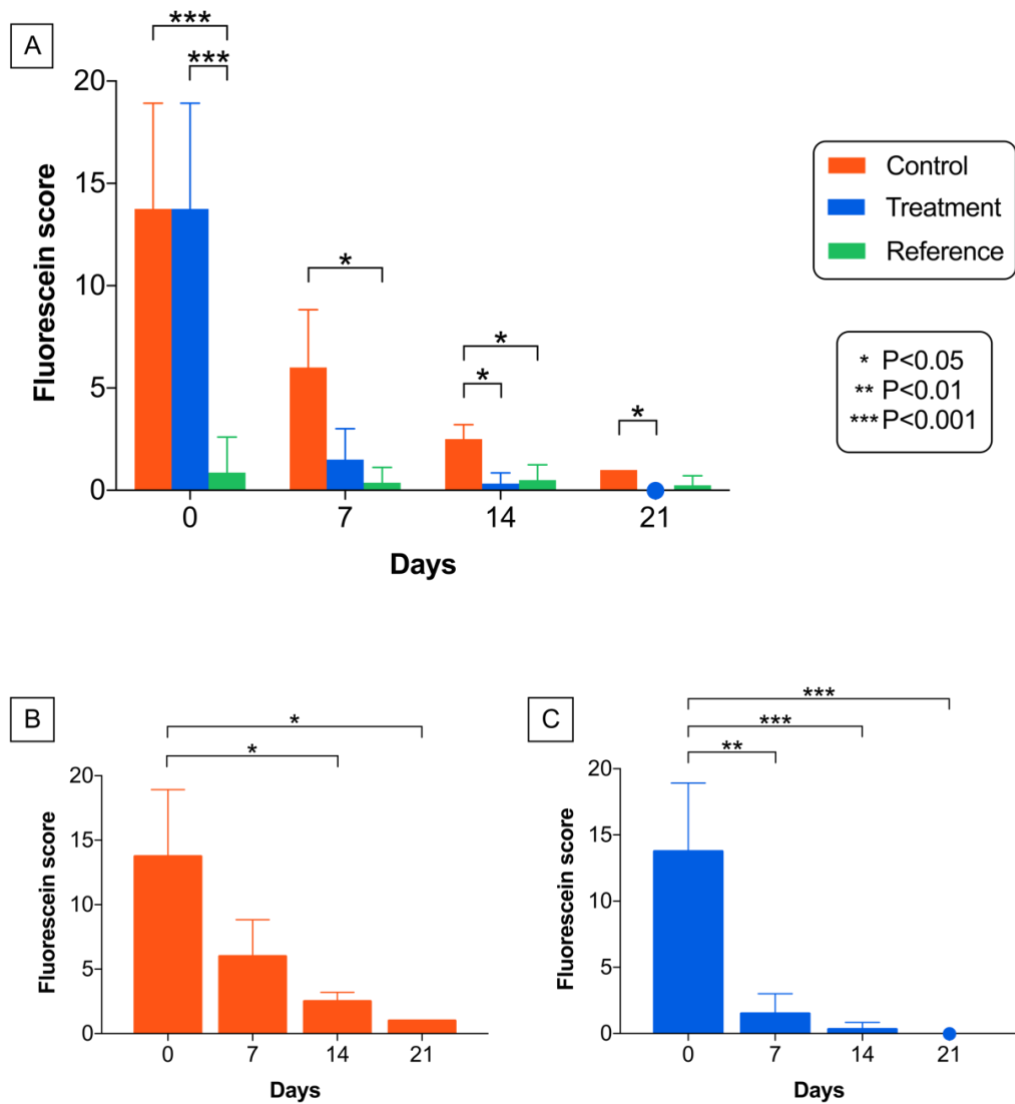 A
***
***
20
15
10
5
0
Fluorescein score
*
*
*
*
0 7 14 21
Days
Control
Treatment
Reference
* P<0.05
** P<0.01
*** P<0.001
B
*
*
20
15
10
5
0
Fluorescein score
0 7 14 21
Days
C
***
***
**
20
15
10
5
0
Fluorescein score
0 7 14 21
Days